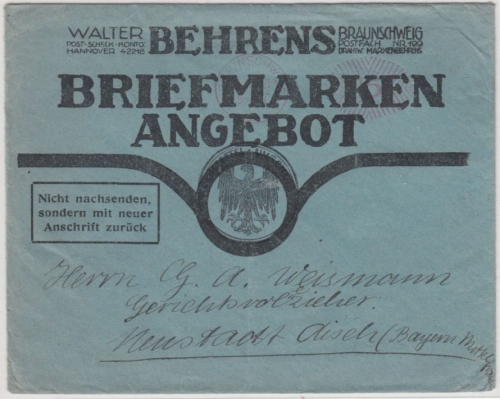 WALTER
POST-SCHECK-KONTO:
HANNOVER 42218
BEHRENS
BRAUNSCHWEIG
POSTFACH NR. 199
BRIEFMARKEN
ANGEBOT
Nicht nachsenden,
sondern mit neuer
Anschrift zurück
Herrn G. A. Weismann
Gerichtsvollzieher.
Neustadt Aisch (Bayern